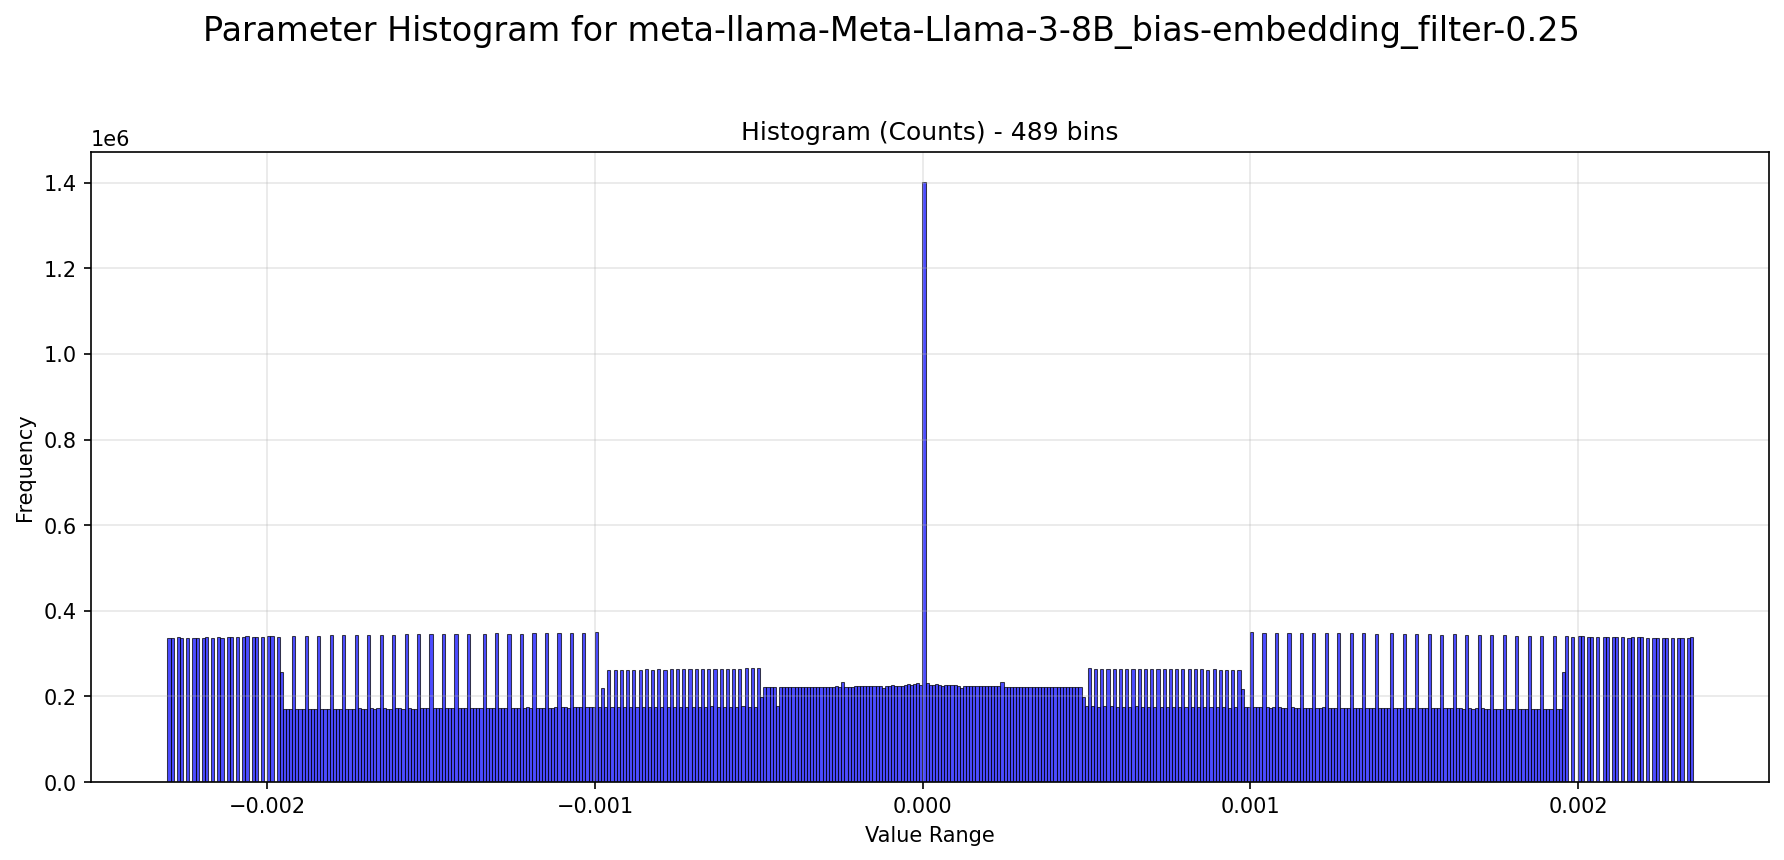 Parameter Histogram for meta-llama-Meta-Llama-3-8B_bias-embedding_filter-0.25
Histogram (Counts) - 489 bins
1e6
1.4
1.2
1.0
0.8
0.6
0.4
0.2
0.0
Frequency
−0.002
−0.001
0.000
0.001
0.002
Value Range